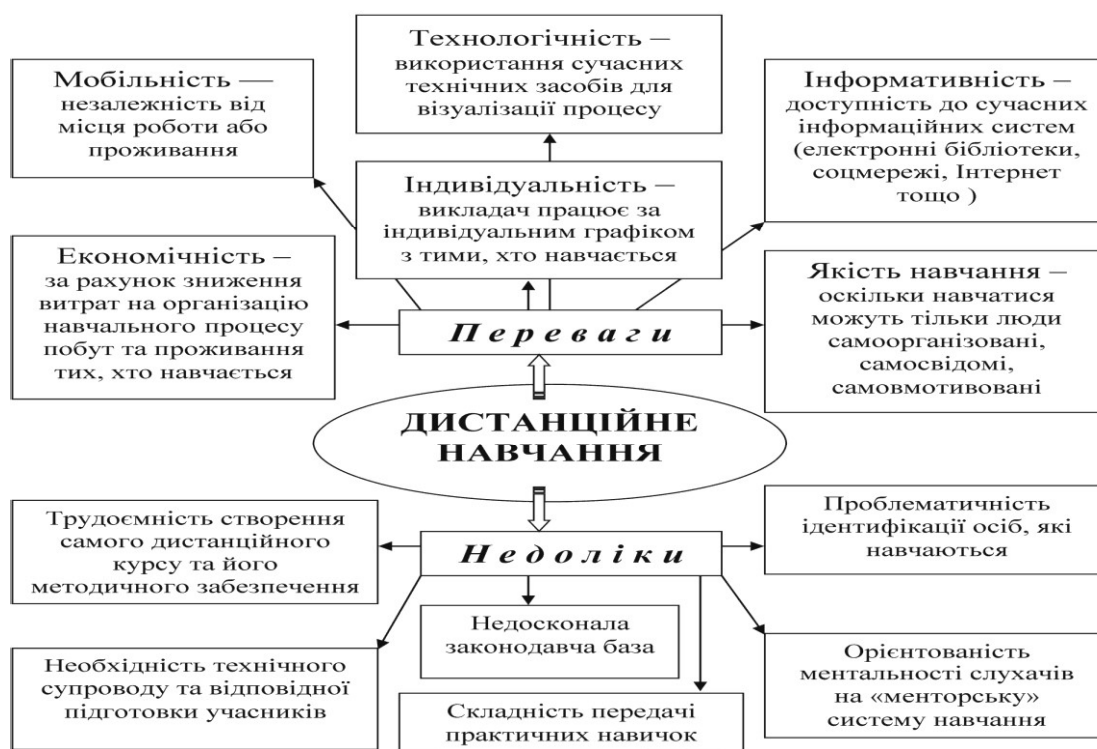 Технологічність –
використання сучасних
технічних засобів для
візуалізації процесу
Мобільність —
незалежність від
місця роботи або
проживання
Інформативність –
доступність до сучасних
інформаційних систем
(електронні бібліотеки,
соцмережі, Інтернет
тощо )
Індивідуальність –
викладач працює за
індивідуальним графіком
з тими, хто навчається
Економічність –
за рахунок зниження
витрат на організацію
навчального процесу
побут та проживання
тих, хто навчається
Якість навчання –
оскільки навчатися
можуть тільки люди
самоорганізовані,
самосвідомі,
самовмотивовані
Переваги
ДИСТАНЦІЙНЕ
НАВЧАННЯ
Недоліки
Трудоємність створення
самого дистанційного
курсу та його
методичного забезпечення
Проблематичність
ідентифікації осіб, які
навчаються
Необхідність технічного
супроводу та відповідної
підготовки учасників
Недосконала
законодавча база
Складність передачі
практичних навичок
Орієнтованість
ментальності слухачів
на «менторську»
систему навчання